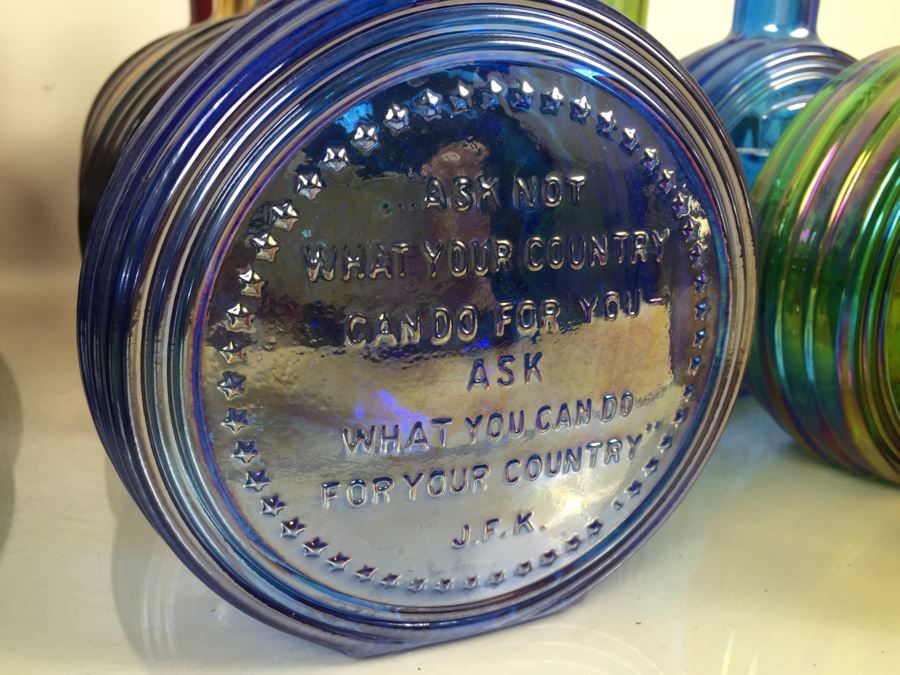 ...ASK NOT
WHAT YOUR COUNTRY
CAN DO FOR YOU-
ASK
WHAT YOU CAN DO
FOR YOUR COUNTRY"
J.F.K.